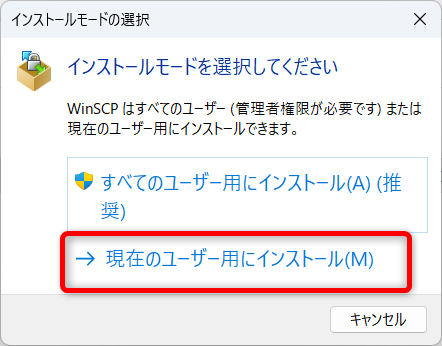 インストールモードの選択
インストールモードを選択してください
WinSCP はすべてのユーザー (管理者権限が必要です) または
現在のユーザー用にインストールできます。
すべてのユーザー用にインストール(A) (推
奨)
現在のユーザー用にインストール(M)
キャンセル